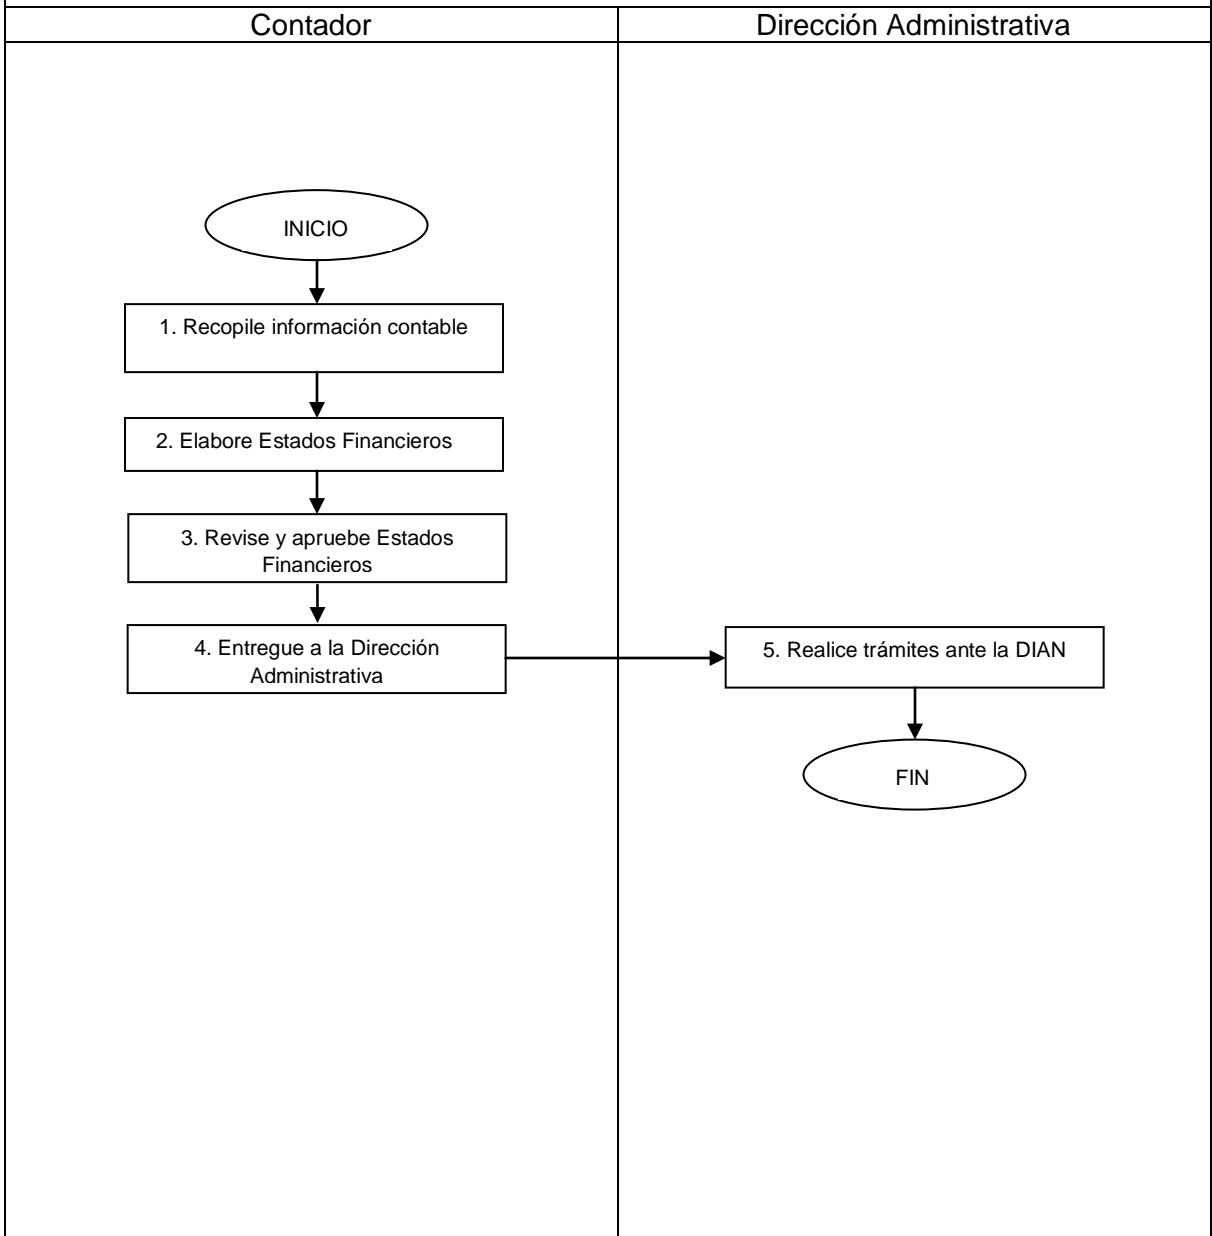 Contador
Dirección Administrativa
INICIO
1. Recopile información contable
2. Elabore Estados Financieros
3. Revise y apruebe Estados
Financieros
4. Entregue a la Dirección
Administrativa
5. Realice trámites ante la DIAN
FIN